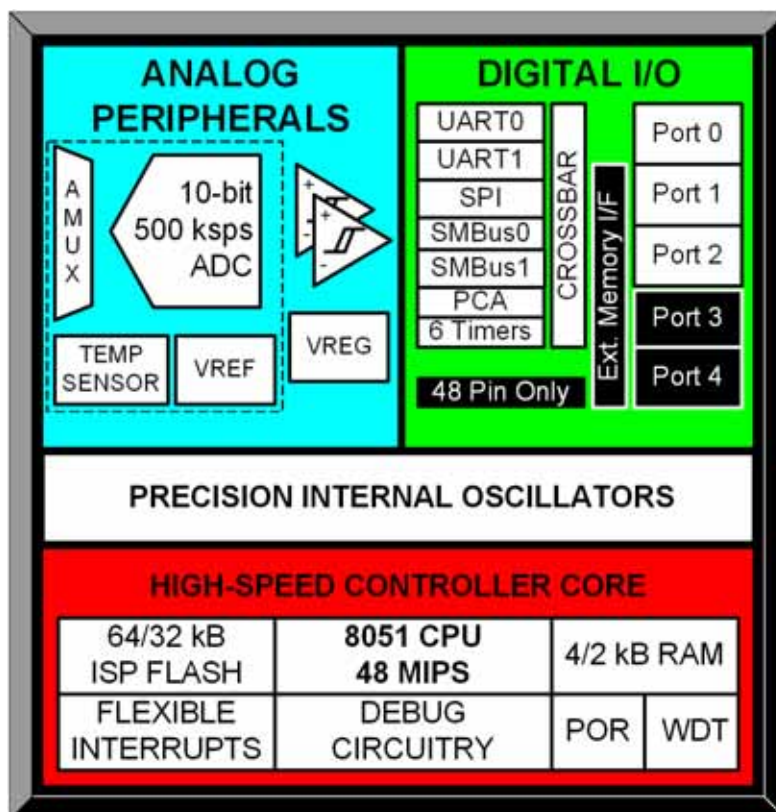 ANALOG
PERIPHERALS
AMUX
10-bit
500 ksps
ADC
+
-
+
-
TEMP
SENSOR
VREF
VREG
DIGITAL I/O
UART0
UART1
SPI
SMBus0
SMBus1
PCA
6 Timers
CROSSBAR
Ext. Memory I/F
Port 0
Port 1
Port 2
Port 3
Port 4
48 Pin Only
PRECISION INTERNAL OSCILLATORS
HIGH-SPEED CONTROLLER CORE
64/32 kB
ISP FLASH
8051 CPU
48 MIPS
4/2 kB RAM
FLEXIBLE
INTERRUPTS
DEBUG
CIRCUITRY
POR
WDT